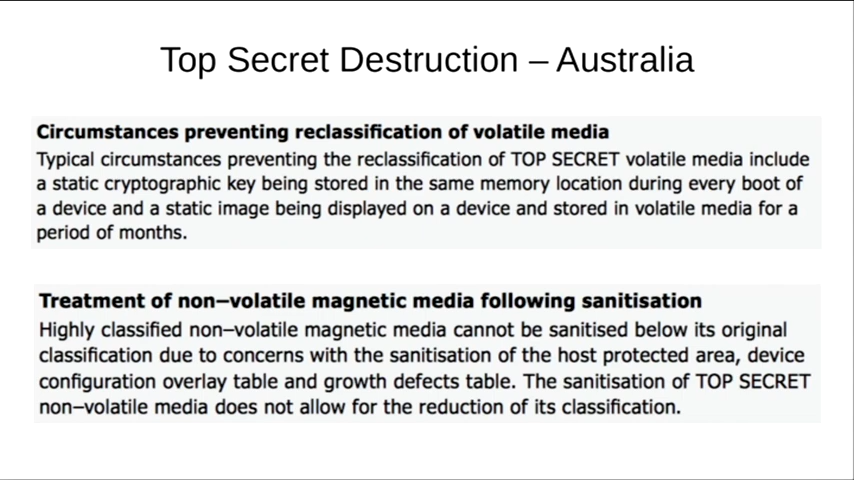 Top Secret Destruction – Australia
Circumstances preventing reclassification of volatile media
Typical circumstances preventing the reclassification of TOP SECRET volatile media include
a static cryptographic key being stored in the same memory location during every boot of
a device and a static image being displayed on a device and stored in volatile media for a
period of months.
Treatment of non–volatile magnetic media following sanitisation
Highly classified non–volatile magnetic media cannot be sanitised below its original
classification due to concerns with the sanitisation of the host protected area, device
configuration overlay table and growth defects table. The sanitisation of TOP SECRET
non–volatile media does not allow for the reduction of its classification.